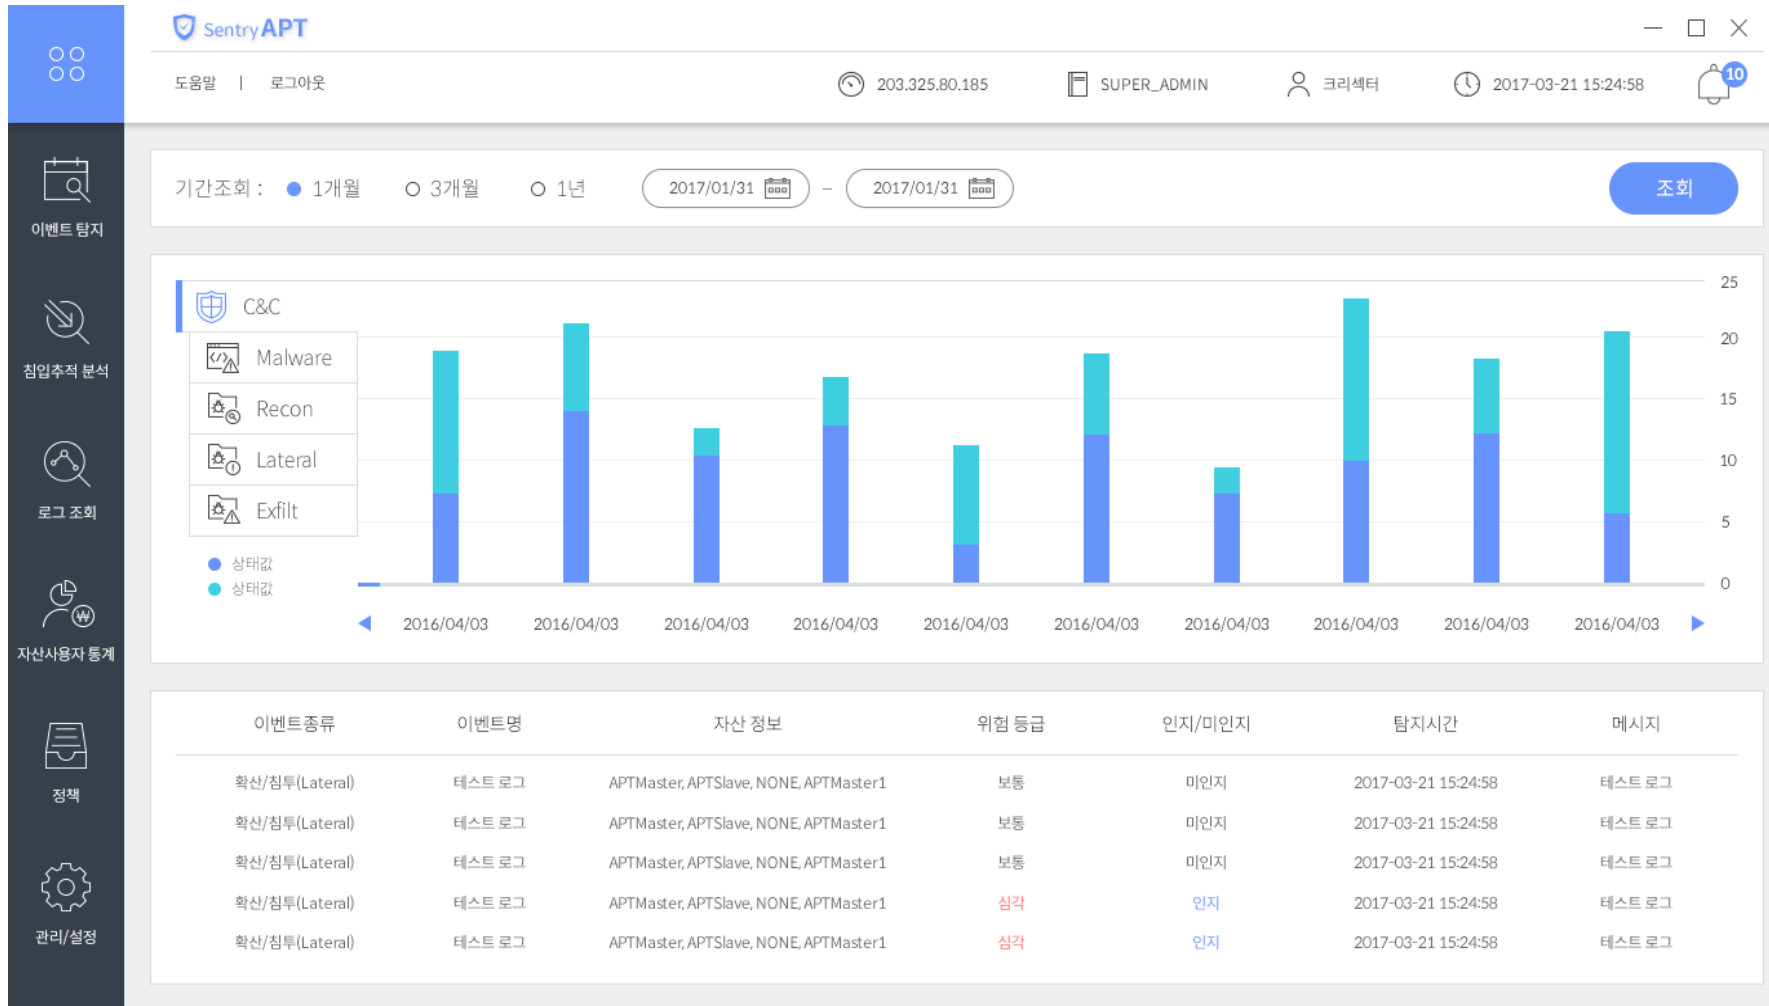 Sentry APT
도움말 | 로그아웃 203.325.80.185 SUPER_ADMIN 크리섹터 2017-03-21 15:24:58 10
기간조회 : 1개월 3개월 1년 2017/01/31 – 2017/01/31 조회
이벤트 탐지
침입추적 분석
로그 조회
자산사용자 통계
정책
관리/설정
C&C
Malware
Recon
Lateral
Exfilt
상태값
상태값
25
20
15
10
5
0
2016/04/03 2016/04/03 2016/04/03 2016/04/03 2016/04/03 2016/04/03 2016/04/03 2016/04/03 2016/04/03 2016/04/03
이벤트종류 이벤트명 자산 정보 위험 등급 인지/미인지 탐지시간 메시지
확산/침투(Lateral) 테스트 로그 APTMaster, APTSlave, NONE, APTMaster1 보통 미인지 2017-03-21 15:24:58 테스트 로그
확산/침투(Lateral) 테스트 로그 APTMaster, APTSlave, NONE, APTMaster1 보통 미인지 2017-03-21 15:24:58 테스트 로그
확산/침투(Lateral) 테스트 로그 APTMaster, APTSlave, NONE, APTMaster1 보통 미인지 2017-03-21 15:24:58 테스트 로그
확산/침투(Lateral) 테스트 로그 APTMaster, APTSlave, NONE, APTMaster1 심각 인지 2017-03-21 15:24:58 테스트 로그
확산/침투(Lateral) 테스트 로그 APTMaster, APTSlave, NONE, APTMaster1 심각 인지 2017-03-21 15:24:58 테스트 로그